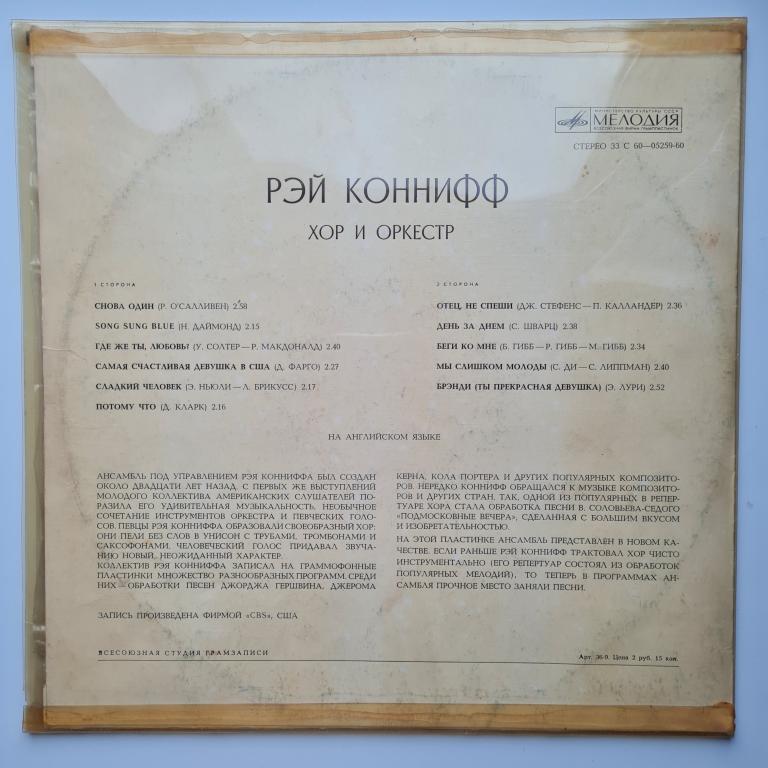 МИНИСТЕРСТВО КУЛЬТУРЫ СССР
МЕЛОДИЯ
ВСЕСОЮЗНАЯ ФИРМА ГРАМПЛАСТИНОК
СТЕРЕО 33 С 60—05259-60
РЭЙ КОННИФФ
ХОР И ОРКЕСТР
1 СТОРОНА
СНОВА ОДИН (Р. О'САЛЛИВЕН) 2.58
SONG SUNG BLUE (Н. ДАЙМОНД) 2.15
ГДЕ ЖЕ ТЫ, ЛЮБОВЬ? (У. СОЛТЕР—Р. МАКДОНАЛД) 2.40
САМАЯ СЧАСТЛИВАЯ ДЕВУШКА В США (Д. ФАРГО) 2.27
СЛАДКИЙ ЧЕЛОВЕК (Э. НЬЮЛИ—Л. БРИКУСС) 2.17
ПОТОМУ ЧТО (Д. КЛАРК) 2.16
2 СТОРОНА
ОТЕЦ, НЕ СПЕШИ (ДЖ. СТЕФЕНС—П. КАЛЛАНДЕР) 2.36
ДЕНЬ ЗА ДНЕМ (С. ШВАРЦ) 2.38
БЕГИ КО МНЕ (Б. ГИББ—Р. ГИББ—М. ГИББ) 2.34
МЫ СЛИШКОМ МОЛОДЫ (С. ДИ—С. ЛИППМАН) 2.40
БРЭНДИ (ТЫ ПРЕКРАСНАЯ ДЕВУШКА) (Э. ЛУРИ) 2.52
НА АНГЛИЙСКОМ ЯЗЫКЕ
АНСАМБЛЬ ПОД УПРАВЛЕНИЕМ РЭЯ КОННИФФА БЫЛ СОЗДАН
ОКОЛО ДВАДЦАТИ ЛЕТ НАЗАД. С ПЕРВЫХ ЖЕ ВЫСТУПЛЕНИЙ
МОЛОДОГО КОЛЛЕКТИВА АМЕРИКАНСКИХ СЛУШАТЕЛЕЙ ПО-
РАЗИЛА ЕГО УДИВИТЕЛЬНАЯ МУЗЫКАЛЬНОСТЬ, НЕОБЫЧНОЕ
СОЧЕТАНИЕ ИНСТРУМЕНТОВ ОРКЕСТРА И ПЕВЧЕСКИХ ГОЛО-
СОВ. ПЕВЦЫ РЭЯ КОННИФФА ОБРАЗОВАЛИ СВОЕОБРАЗНЫЙ ХОР:
ОНИ ПЕЛИ БЕЗ СЛОВ В УНИСОН С ТРУБАМИ, ТРОМБОНАМИ И
САКСОФОНАМИ. ЧЕЛОВЕЧЕСКИЙ ГОЛОС ПРИДАВАЛ ЗВУЧА-
НИЮ НОВЫЙ, НЕОЖИДАННЫЙ ХАРАКТЕР.
КОЛЛЕКТИВ РЭЯ КОННИФФА ЗАПИСАЛ НА ГРАММОФОННЫЕ
ПЛАСТИНКИ МНОЖЕСТВО РАЗНООБРАЗНЫХ ПРОГРАММ. СРЕДИ
НИХ—ОБРАБОТКИ ПЕСЕН ДЖОРДЖА ГЕРШВИНА, ДЖЕРОМА
КЕРНА, КОЛА ПОРТЕРА И ДРУГИХ ПОПУЛЯРНЫХ КОМПОЗИТО-
РОВ. НЕРЕДКО КОННИФФ ОБРАЩАЛСЯ К МУЗЫКЕ КОМПОЗИТО-
РОВ И ДРУГИХ СТРАН. ТАК, ОДНОЙ ИЗ ПОПУЛЯРНЫХ В РЕПЕР-
ТУАРЕ ХОРА СТАЛА ОБРАБОТКА ПЕСНИ В. СОЛОВЬЕВА-СЕДОГО
«ПОДМОСКОВНЫЕ ВЕЧЕРА», СДЕЛАННАЯ С БОЛЬШИМ ВКУСОМ
И ИЗОБРЕТАТЕЛЬНОСТЬЮ.
НА ЭТОЙ ПЛАСТИНКЕ АНСАМБЛЬ ПРЕДСТАВЛЕН В НОВОМ КА-
ЧЕСТВЕ. ЕСЛИ РАНЬШЕ РЭЙ КОННИФФ ТРАКТОВАЛ ХОР ЧИСТО
ИНСТРУМЕНТАЛЬНО (ЕГО РЕПЕРТУАР СОСТОЯЛ ИЗ ОБРАБОТОК
ПОПУЛЯРНЫХ МЕЛОДИЙ), ТО ТЕПЕРЬ В ПРОГРАММАХ АН-
САМБЛЯ ПРОЧНОЕ МЕСТО ЗАНЯЛИ ПЕСНИ.
ЗАПИСЬ ПРОИЗВЕДЕНА ФИРМОЙ «CBS», США
ВСЕСОЮЗНАЯ СТУДИЯ ГРАМЗАПИСИ
Арт. 36-9. Цена 2 руб. 15 коп.